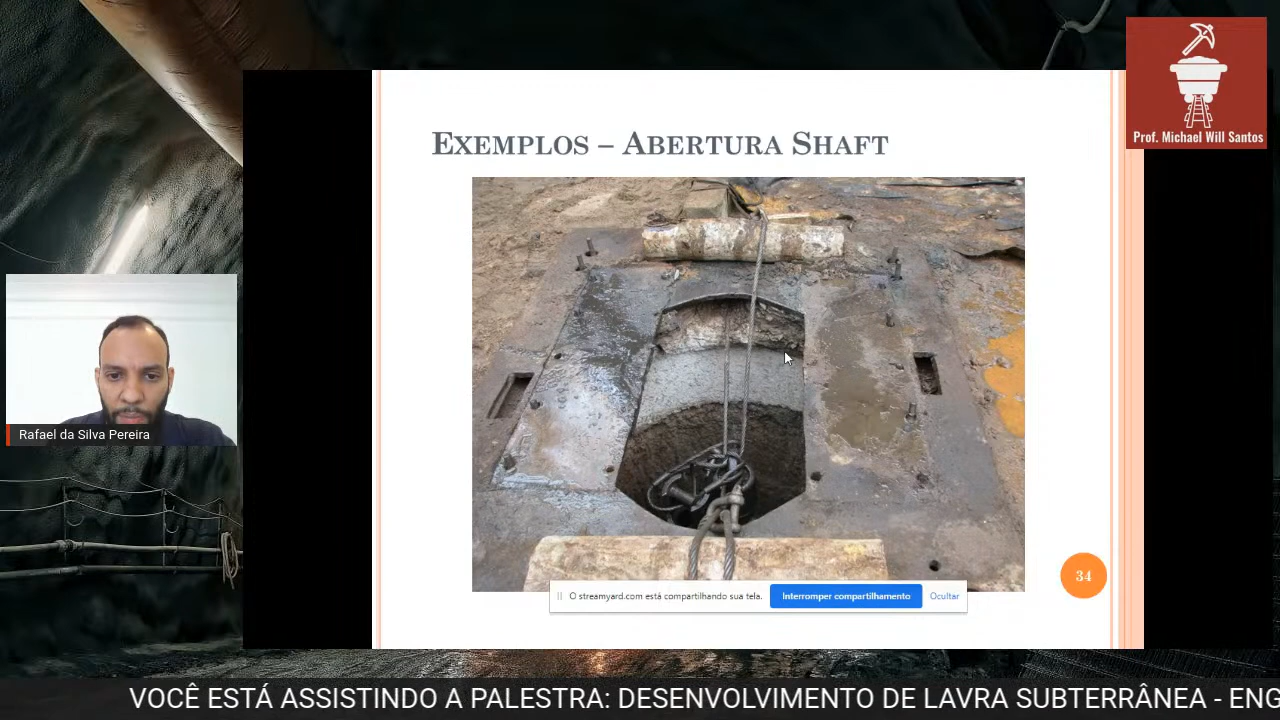 Prof. Michael Will Santos
EXEMPLOS – ABERTURA SHAFT
Rafael da Silva Pereira
34
O streamyard.com está compartilhando sua tela.
Interromper compartilhamento
Ocultar
VOCÊ ESTÁ ASSISTINDO A PALESTRA: DESENVOLVIMENTO DE LAVRA SUBTERRÂNEA - ENG